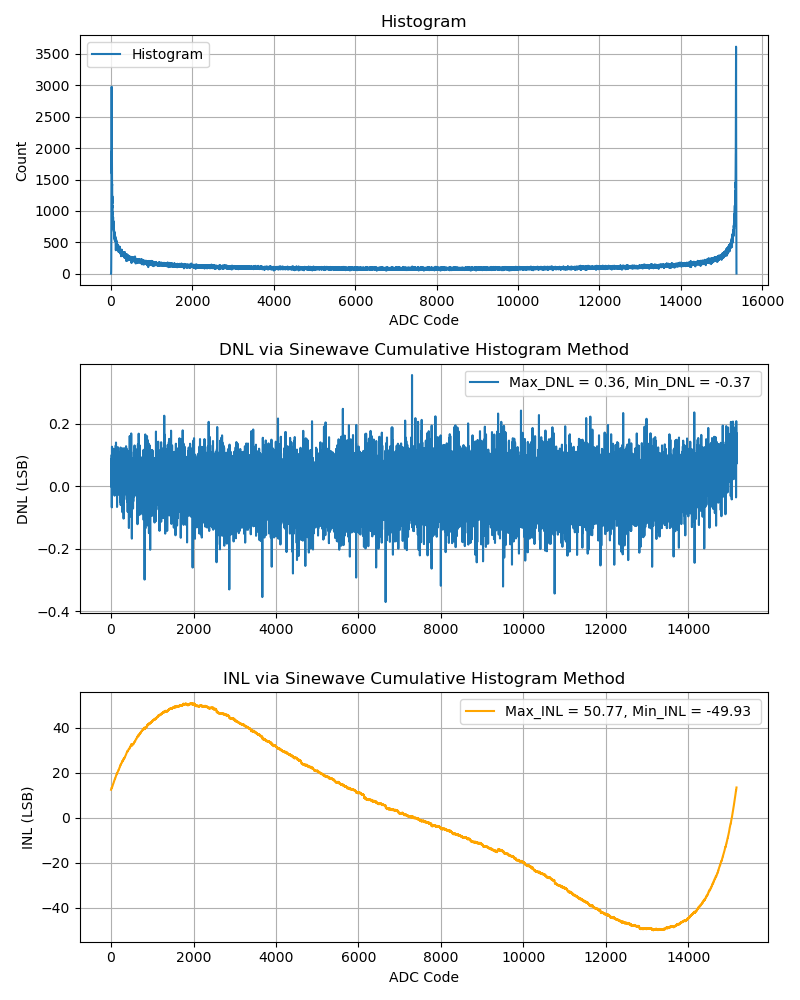 Histogram
Histogram
3500
3000
2500
2000
1500
1000
500
0
Count
0 2000 4000 6000 8000 10000 12000 14000 16000
ADC Code
DNL via Sinewave Cumulative Histogram Method
Max_DNL = 0.36, Min_DNL = -0.37
0.2
0.0
−0.2
−0.4
DNL (LSB)
0 2000 4000 6000 8000 10000 12000 14000
INL via Sinewave Cumulative Histogram Method
Max_INL = 50.77, Min_INL = -49.93
40
20
0
−20
−40
INL (LSB)
0 2000 4000 6000 8000 10000 12000 14000
ADC Code